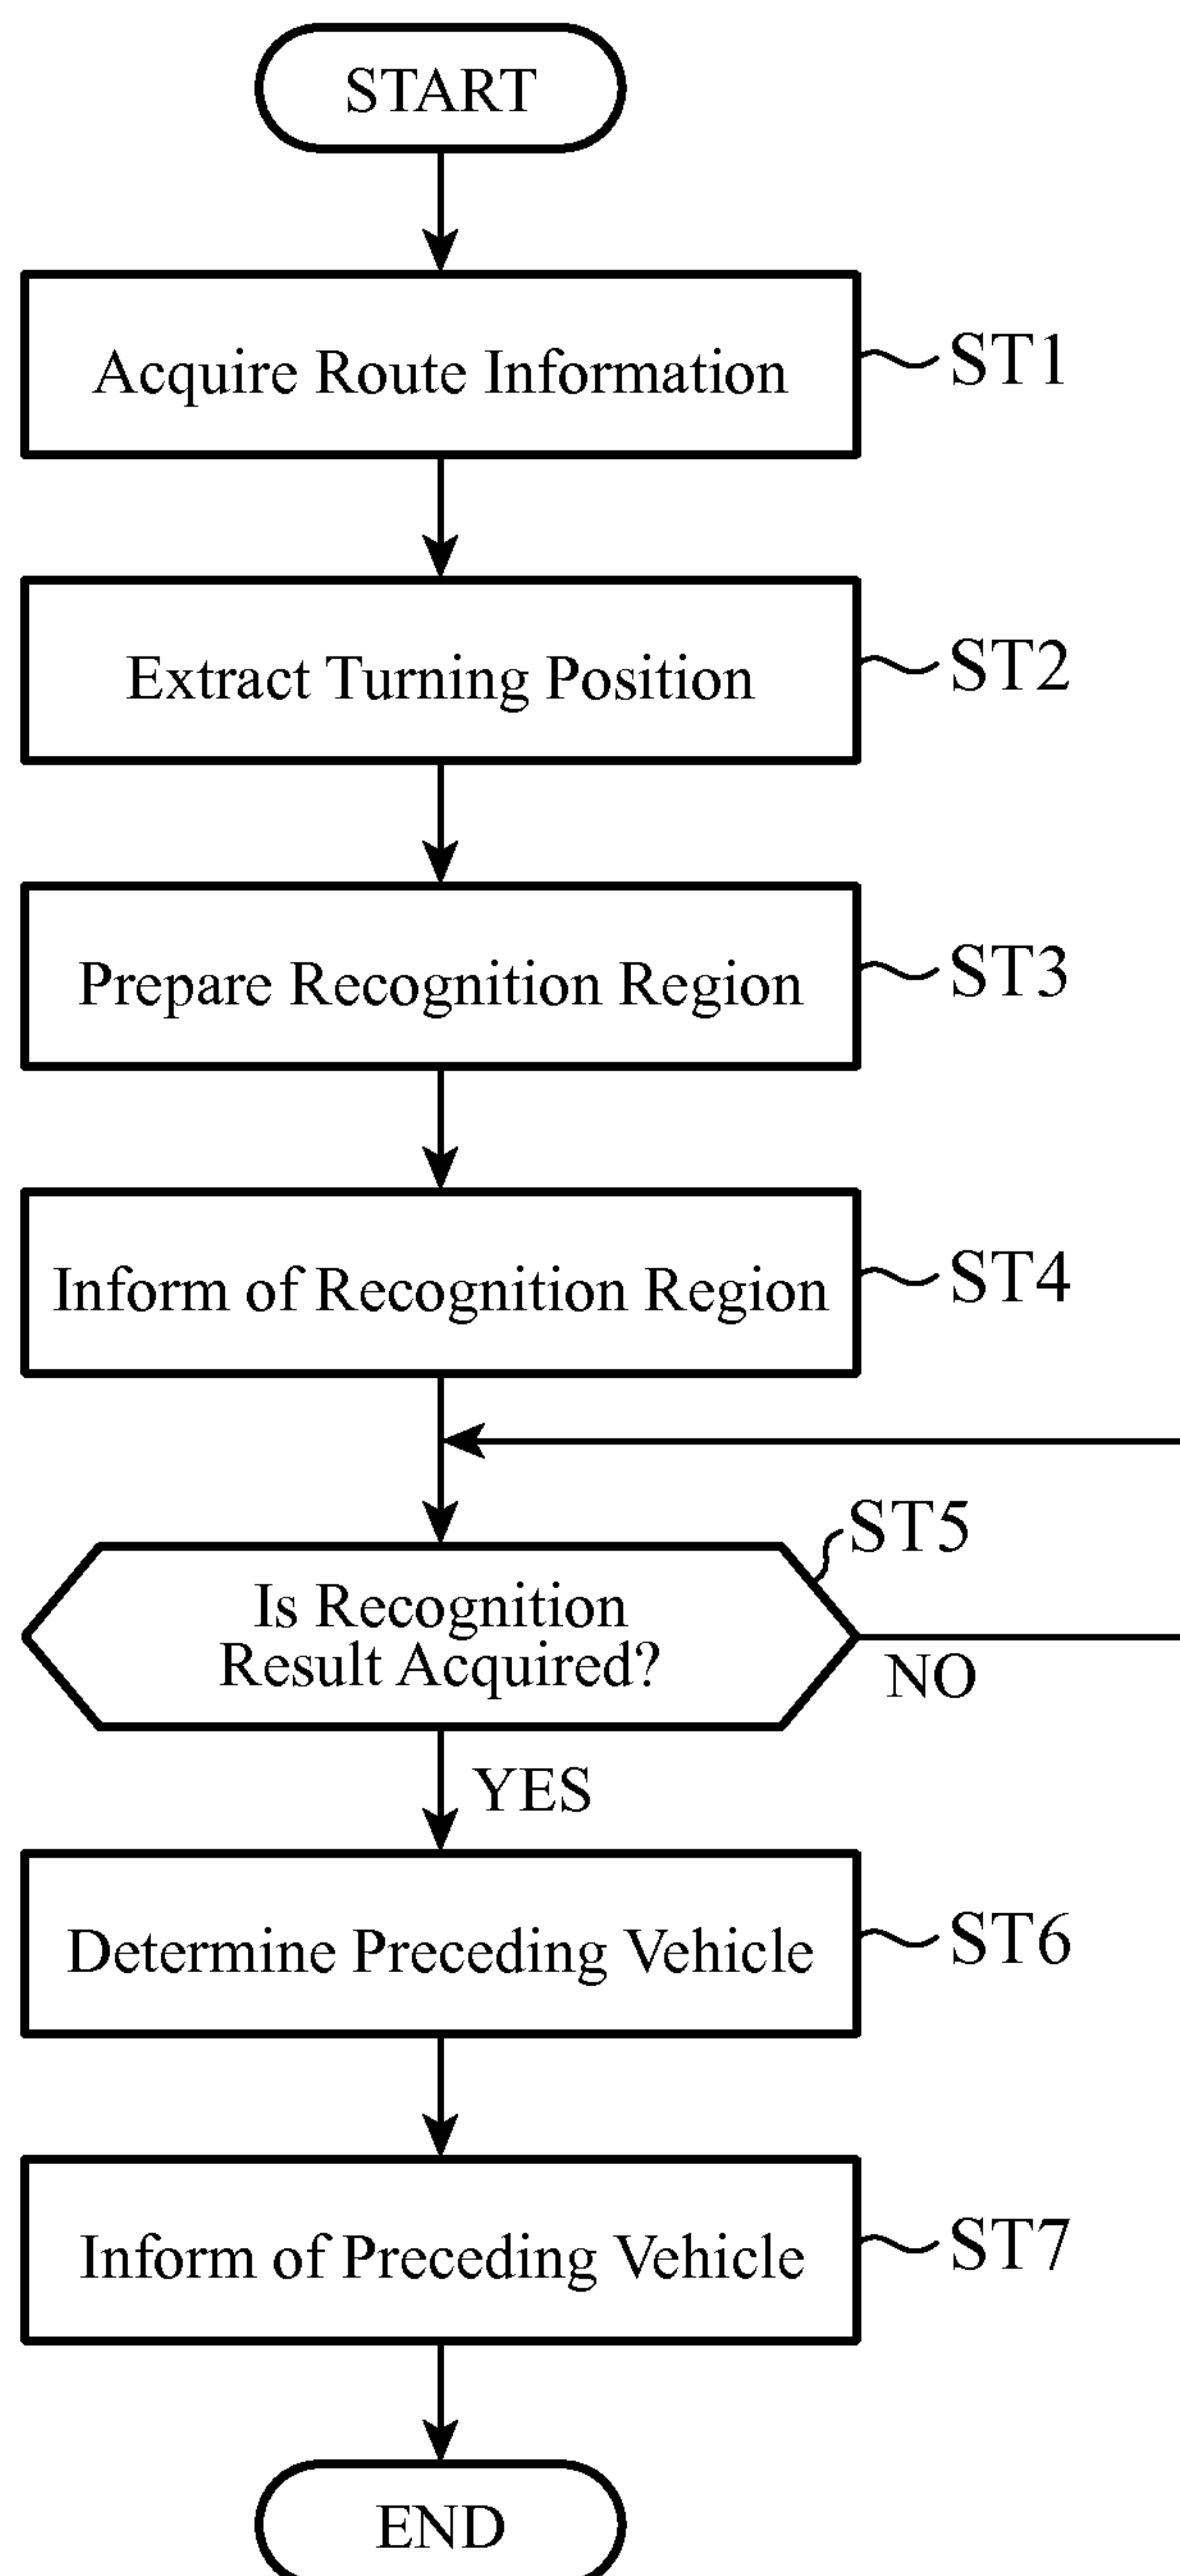 START
Acquire Route Information
ST1
Extract Turning Position
ST2
Prepare Recognition Region
ST3
Inform of Recognition Region
ST4
ST5
Is Recognition
Result Acquired?
NO
YES
Determine Preceding Vehicle
ST6
Inform of Preceding Vehicle
ST7
END